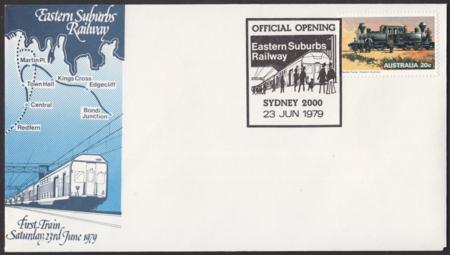 Eastern Suburbs
Railway
Martin Pl.
Town Hall
Kings Cross
Edgecliff
Central
Bondi
Junction
Redfern
First Train
Saturday, 23rd June 1979
OFFICIAL OPENING
Eastern Suburbs
Railway
SYDNEY 2000
23 JUN 1979
AUSTRALIA 20c